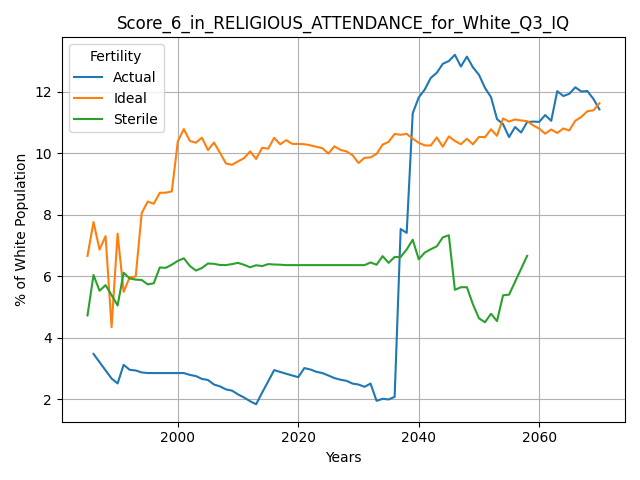 Score_6_in_RELIGIOUS_ATTENDANCE_for_White_Q3_IQ
Fertility
Actual
Ideal
Sterile
% of White Population
12
10
8
6
4
2
2000 2020 2040 2060
Years